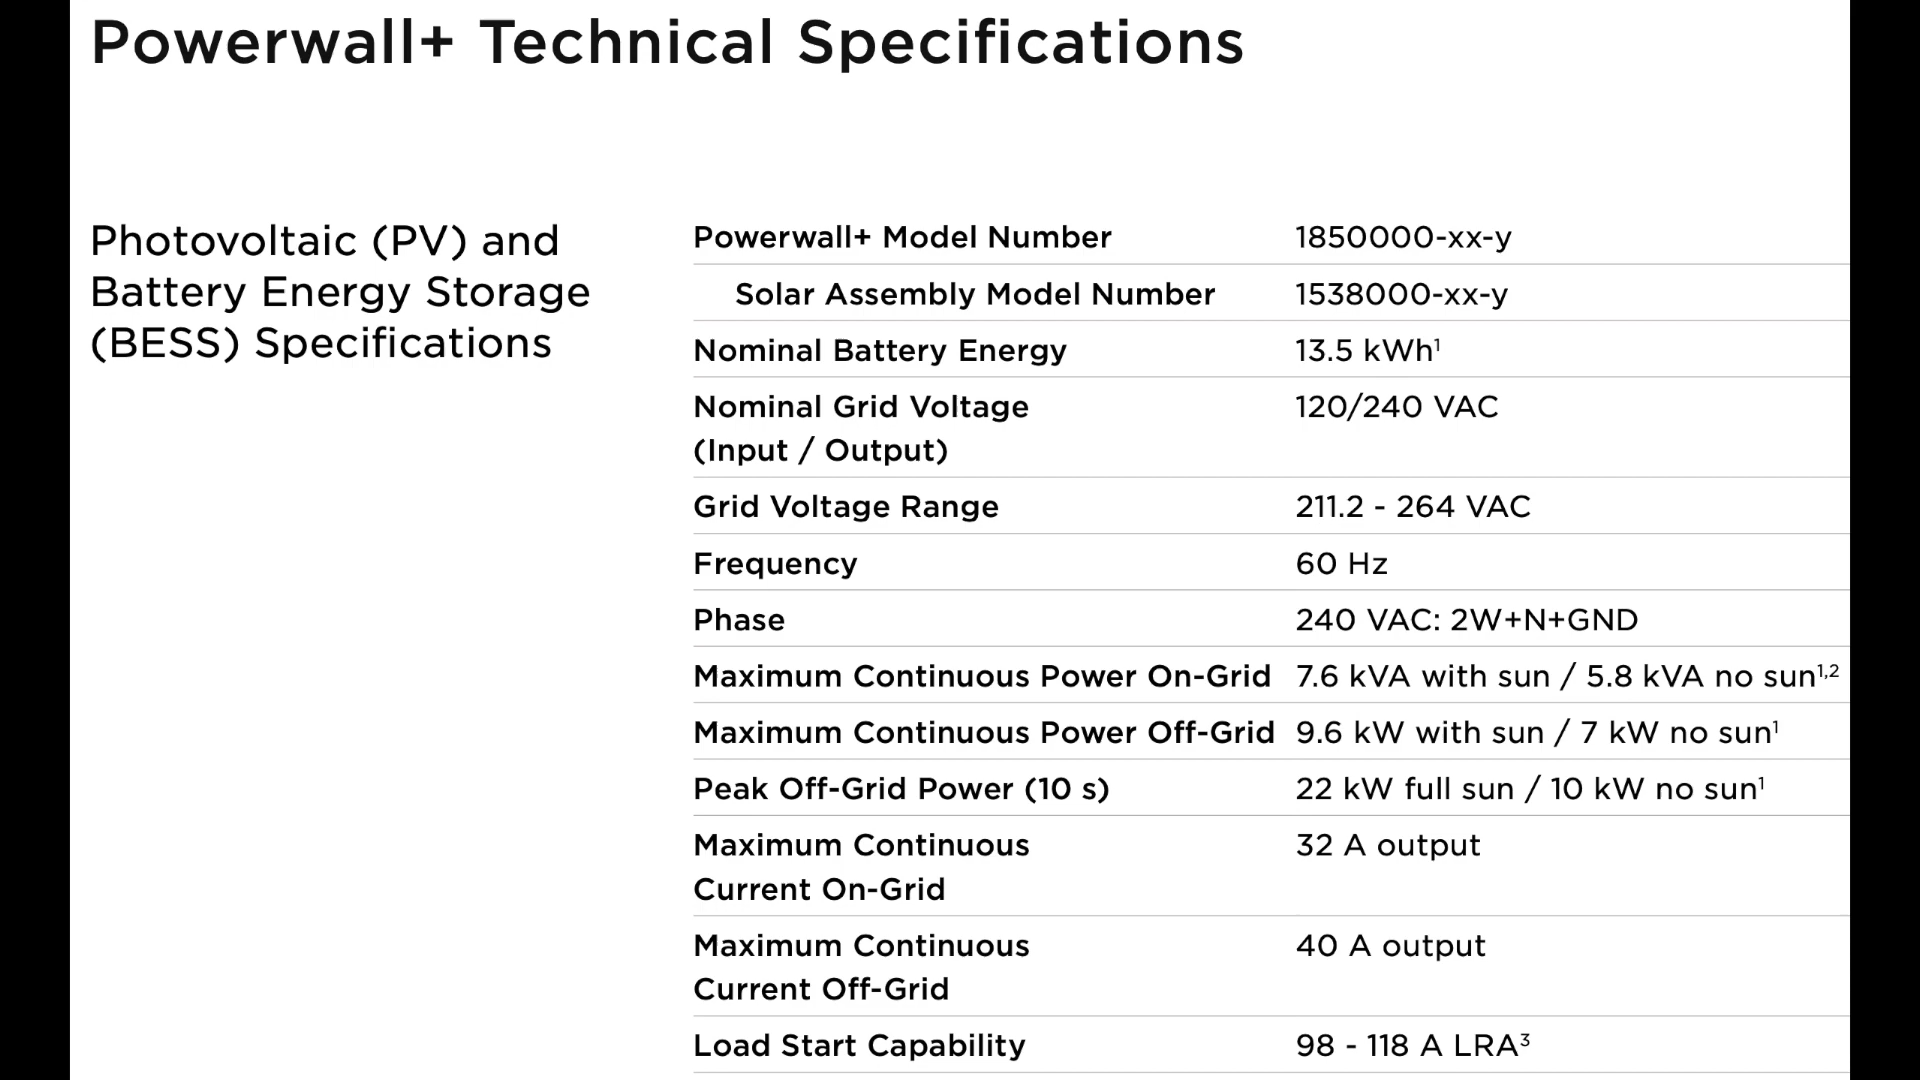 Powerwall+ Technical Specifications
Photovoltaic (PV) and
Battery Energy Storage
(BESS) Specifications
Powerwall+ Model Number 1850000-xx-y
Solar Assembly Model Number 1538000-xx-y
Nominal Battery Energy 13.5 kWh¹
Nominal Grid Voltage 120/240 VAC
(Input / Output)
Grid Voltage Range 211.2 - 264 VAC
Frequency 60 Hz
Phase 240 VAC: 2W+N+GND
Maximum Continuous Power On-Grid 7.6 kVA with sun / 5.8 kVA no sun¹,²
Maximum Continuous Power Off-Grid 9.6 kW with sun / 7 kW no sun¹
Peak Off-Grid Power (10 s) 22 kW full sun / 10 kW no sun¹
Maximum Continuous 32 A output
Current On-Grid
Maximum Continuous 40 A output
Current Off-Grid
Load Start Capability 98 - 118 A LRA³